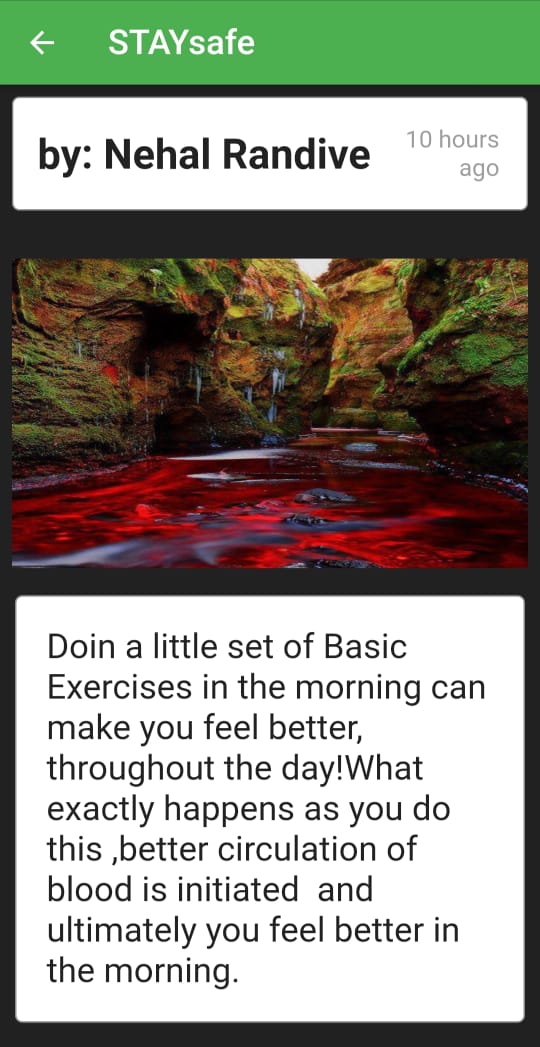 STAYsafe
by: Nehal Randive
10 hours
ago
Doin a little set of Basic
Exercises in the morning can
make you feel better,
throughout the day!What
exactly happens as you do
this ,better circulation of
blood is initiated  and
ultimately you feel better in
the morning.